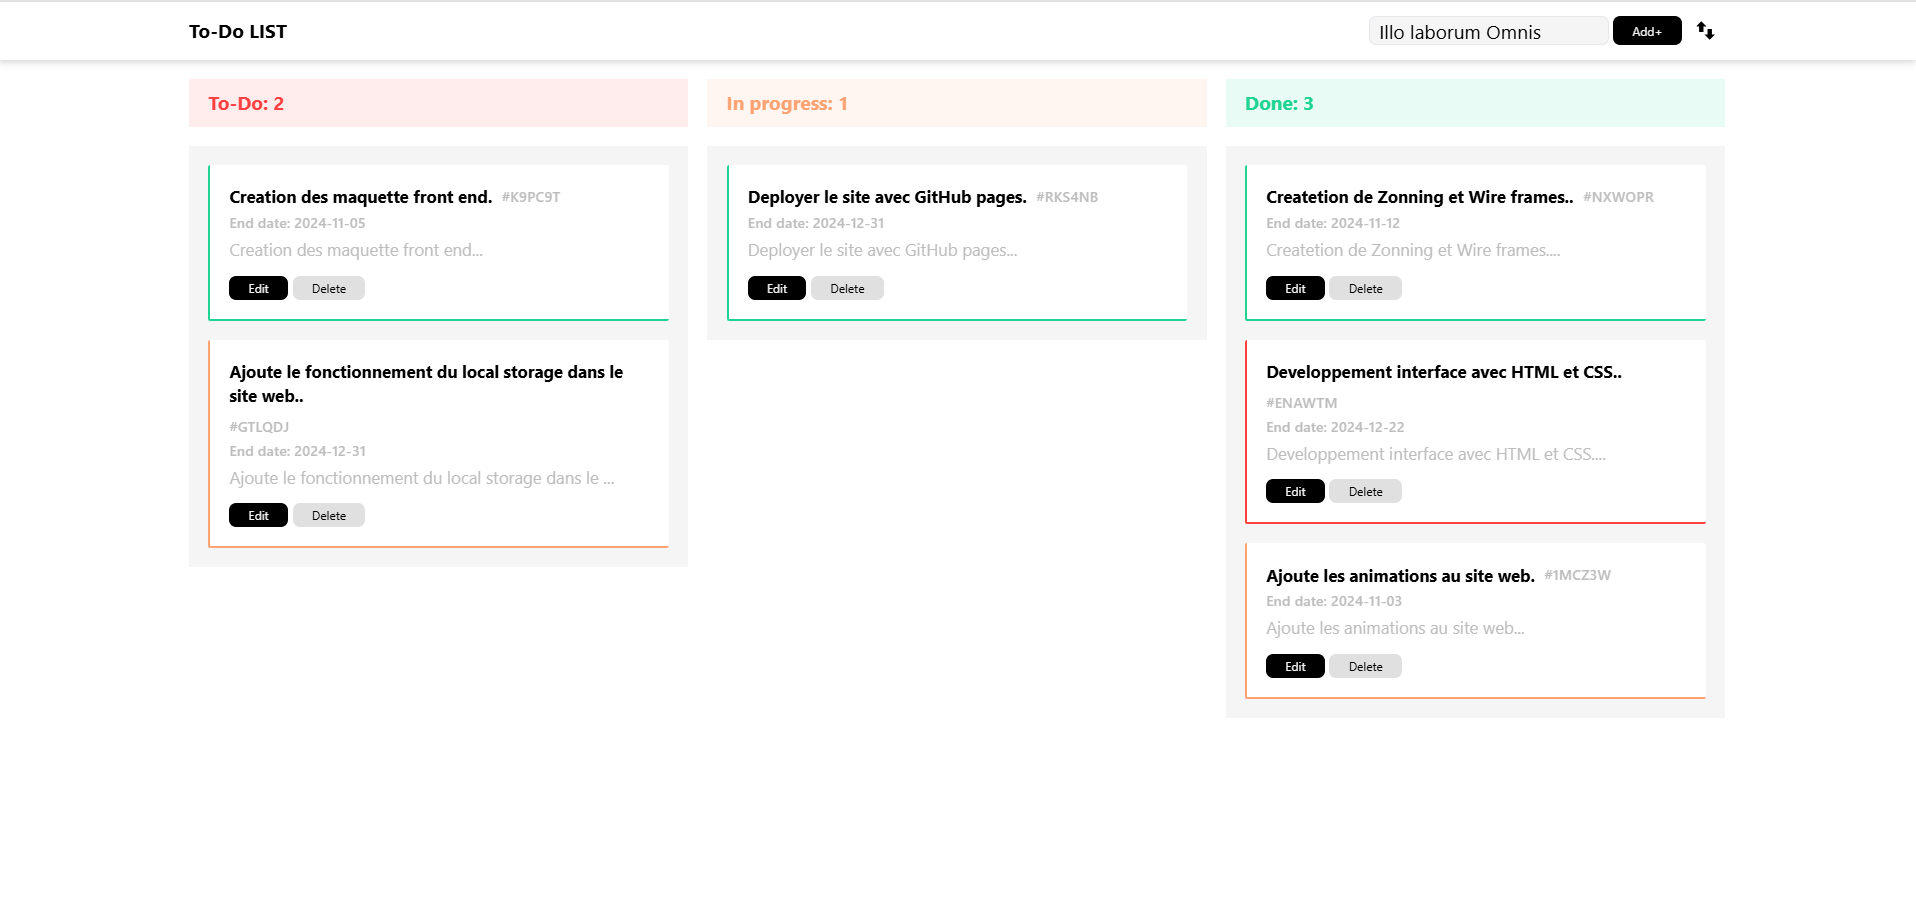 To-Do LIST
Illo laborum Omnis
Add+
To-Do: 2
Creation des maquette front end. #K9PC9T
End date: 2024-11-05
Creation des maquette front end...
Edit Delete
Ajoute le fonctionnement du local storage dans le
site web..
#GTLQDJ
End date: 2024-12-31
Ajoute le fonctionnement du local storage dans le ...
Edit Delete
In progress: 1
Deployer le site avec GitHub pages. #RKS4NB
End date: 2024-12-31
Deployer le site avec GitHub pages...
Edit Delete
Done: 3
Createtion de Zonning et Wire frames.. #NXWOPR
End date: 2024-11-12
Createtion de Zonning et Wire frames....
Edit Delete
Developpement interface avec HTML et CSS..
#ENAWTM
End date: 2024-12-22
Developpement interface avec HTML et CSS....
Edit Delete
Ajoute les animations au site web. #1MCZ3W
End date: 2024-11-03
Ajoute les animations au site web...
Edit Delete